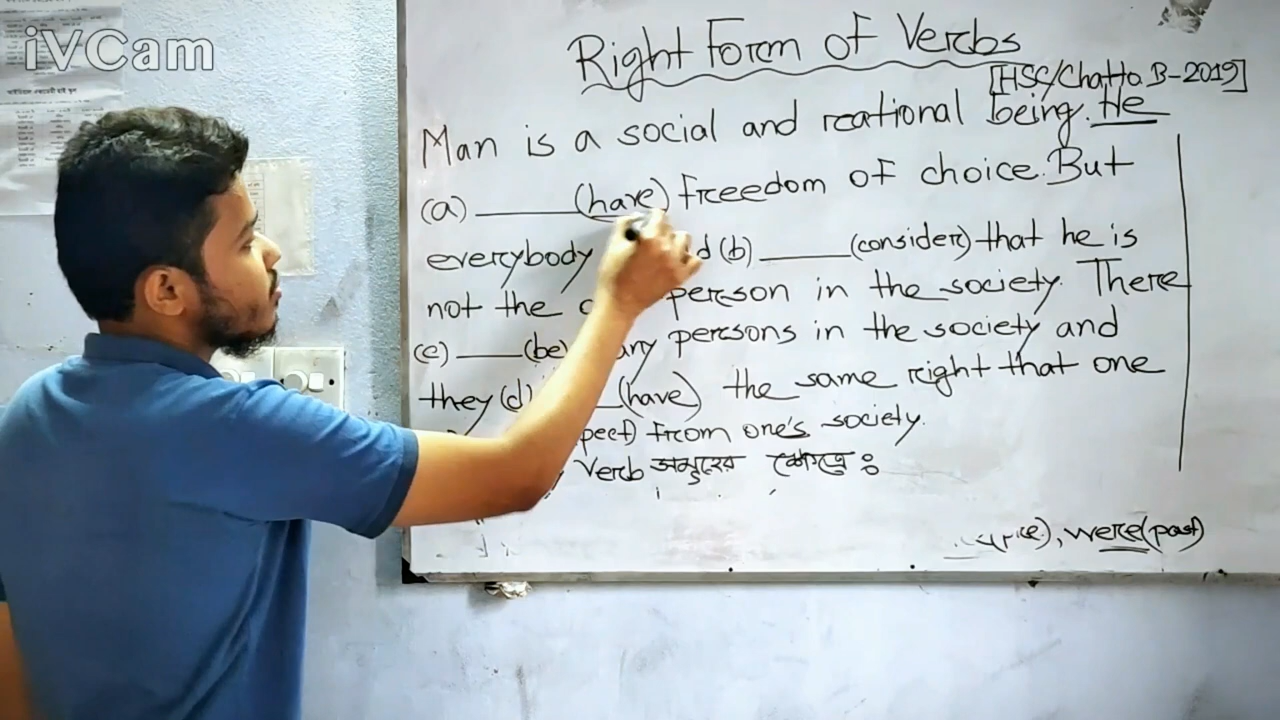 iVCam
Right Form of Verbs
[HSC/Chatto. B-2019]
Man is a social and rational being. He
(a) ______ (have) freedom of choice. But
everybody d (b) ______ (consider) that he is
not the person in the society. There
(c) ____ (be) persons in the society and
they (d) ____ (have) the same right that one
from one's society.
Verb সমূহের ক্ষেত্রে :
were (past)